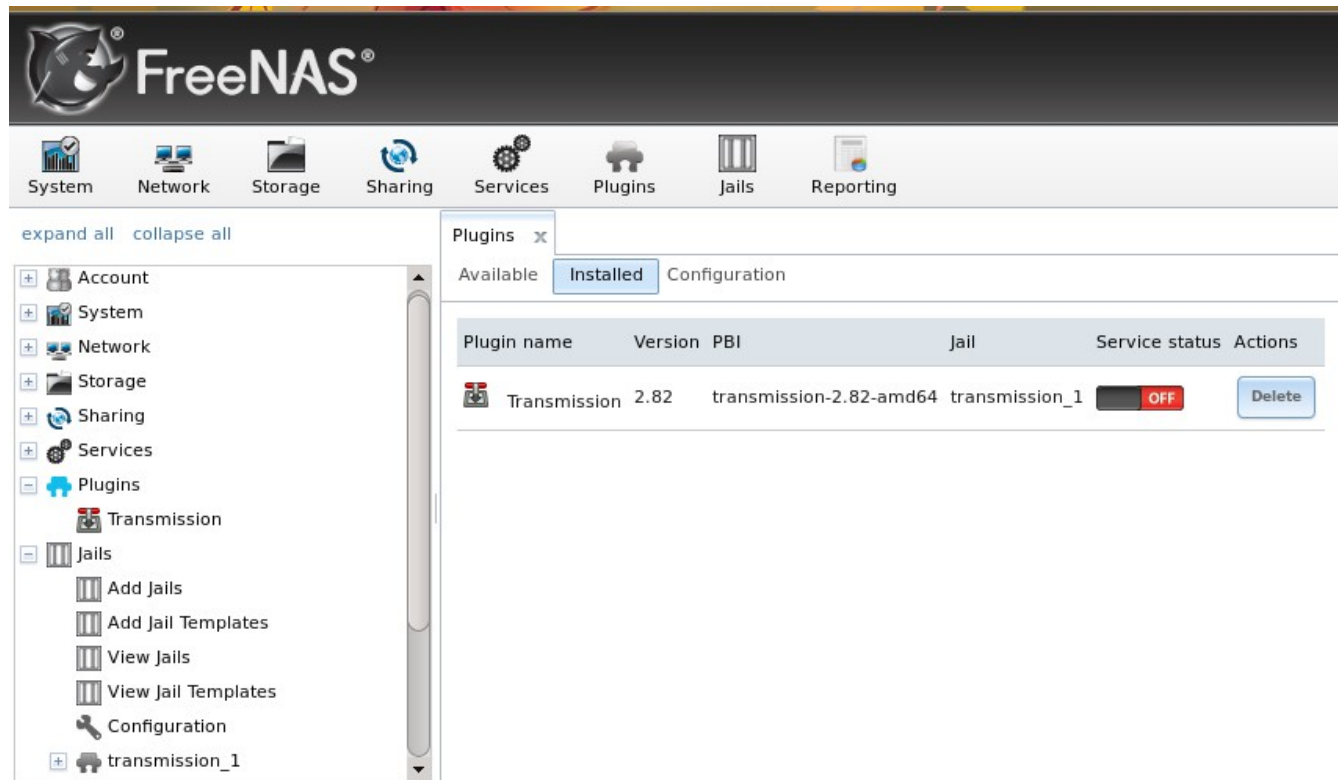 FreeNAS®
System Network Storage Sharing Services Plugins Jails Reporting
expand all collapse all
Account
System
Network
Storage
Sharing
Services
Plugins
Transmission
Jails
Add Jails
Add Jail Templates
View Jails
View Jail Templates
Configuration
transmission_1
Plugins x
Available Installed Configuration
Plugin name Version PBI Jail Service status Actions
Transmission 2.82 transmission-2.82-amd64 transmission_1 OFF Delete